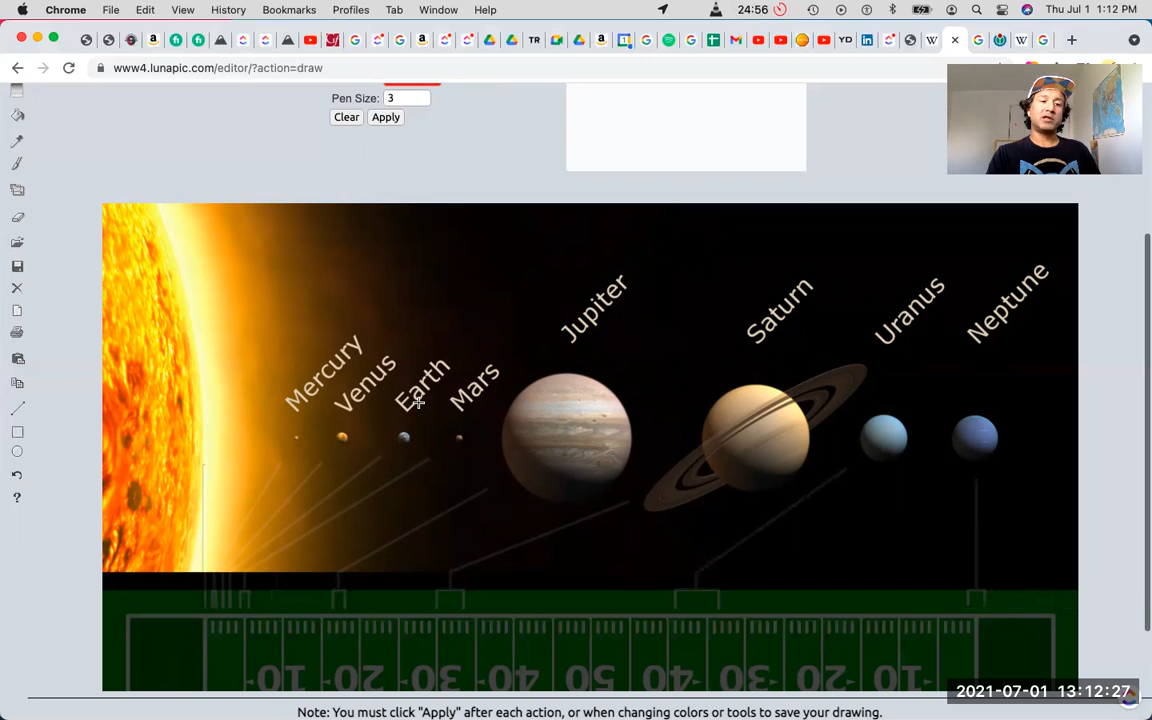 Chrome File Edit View History Bookmarks Profiles Tab Window Help 24:56 Thu Jul 1 1:12 PM
TR YD W W
www4.lunapic.com/editor/?action=draw
Pen Size: 3
Clear Apply
Mercury Venus Earth Mars Jupiter Saturn Uranus Neptune
10 20 30 40 50 40 30 20 10
2021-07-01 13:12:27
Note: You must click "Apply" after each action, or when changing colors or tools to save your drawing.